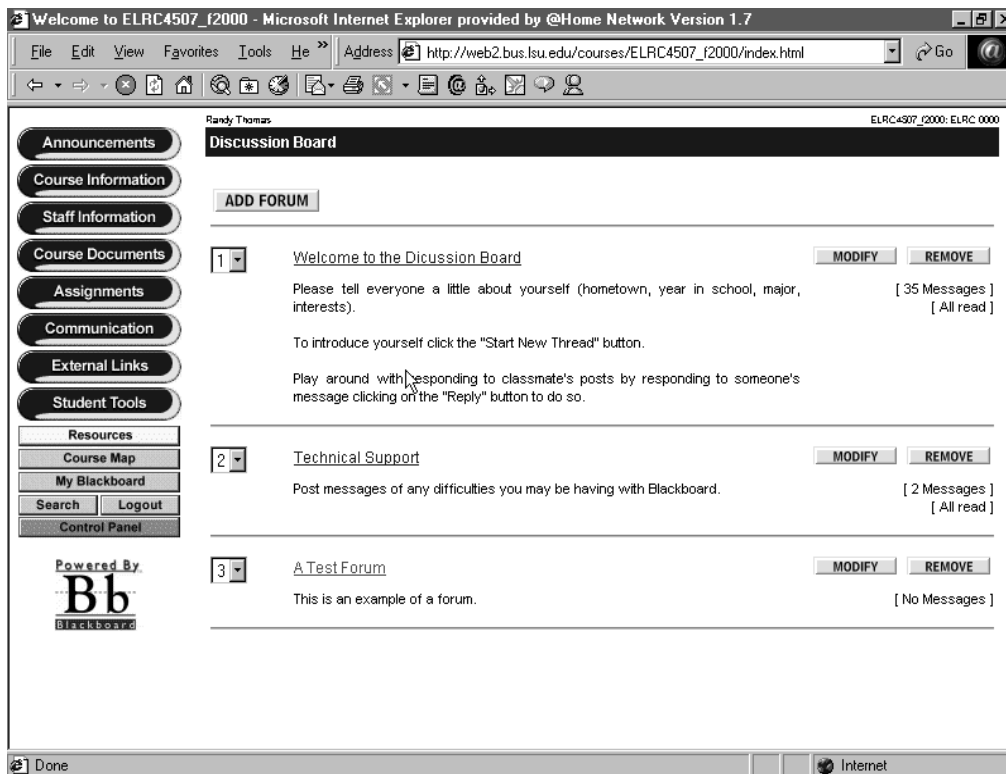 Welcome to ELRC4507_f2000 - Microsoft Internet Explorer provided by @Home Network Version 1.7
File Edit View Favorites Tools He » Address http://web2.bus.lsu.edu/courses/ELRC4507_f2000/index.html Go
Randy Thomas ELRC4507_f2000: ELRC 0000
Discussion Board
Announcements
Course Information
Staff Information
Course Documents
Assignments
Communication
External Links
Student Tools
Resources
Course Map
My Blackboard
Search Logout
Control Panel
Powered By
Bb
Blackboard
ADD FORUM
1 Welcome to the Dicussion Board MODIFY REMOVE
Please tell everyone a little about yourself (hometown, year in school, major, [ 35 Messages ]
interests). [ All read ]
To introduce yourself click the "Start New Thread" button.
Play around with responding to classmate's posts by responding to someone's
message clicking on the "Reply" button to do so.
2 Technical Support MODIFY REMOVE
Post messages of any difficulties you may be having with Blackboard. [ 2 Messages ]
[ All read ]
3 A Test Forum MODIFY REMOVE
This is an example of a forum. [ No Messages ]
Done Internet